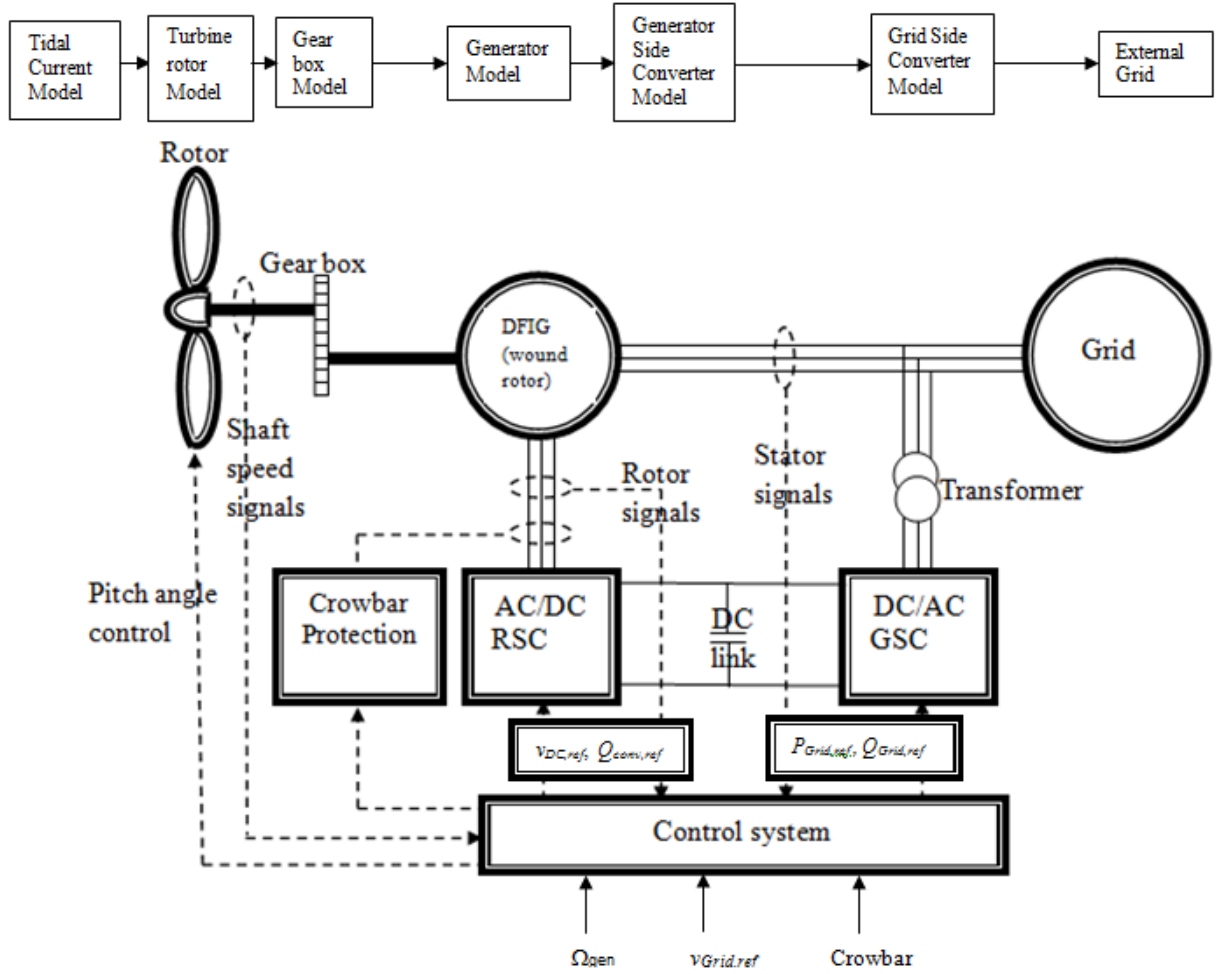 Tidal
Current
Model
Turbine
rotor
Model
Gear
box
Model
Generator
Model
Generator
Side
Converter
Model
Grid Side
Converter
Model
External
Grid
Rotor
Gear box
DFIG
(wound
rotor)
Grid
Shaft
speed
signals
Rotor
signals
Stator
signals
Transformer
Pitch angle
control
Crowbar
Protection
AC/DC
RSC
DC
link
DC/AC
GSC
vDC,ref, Qconv,ref
PGrid,ref, QGrid,ref
Control system
Ωgen
vGrid.ref
Crowbar